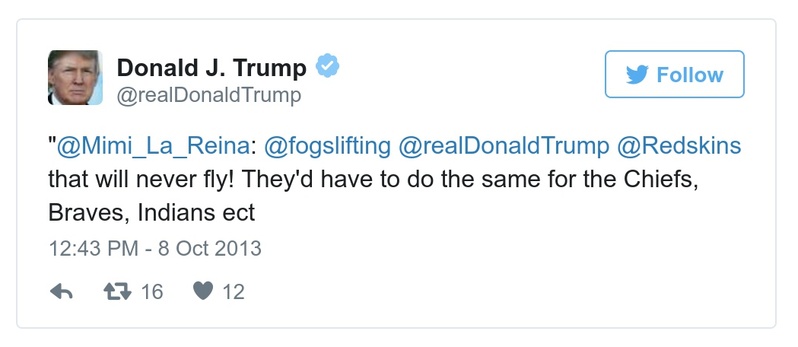 Donald J. Trump
@realDonaldTrump
Follow
"@Mimi_La_Reina: @fogslifting @realDonaldTrump @Redskins
that will never fly! They'd have to do the same for the Chiefs,
Braves, Indians ect
12:43 PM - 8 Oct 2013
16 12